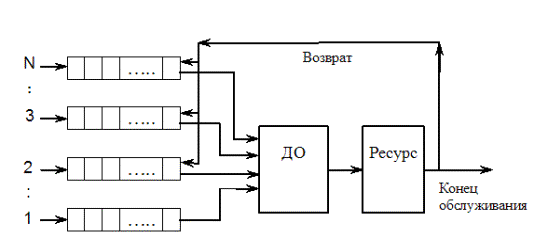 Возврат
N
.....
:
3
.....
ДО
Ресурс
2
.....
Конец
обслуживания
:
1
.....